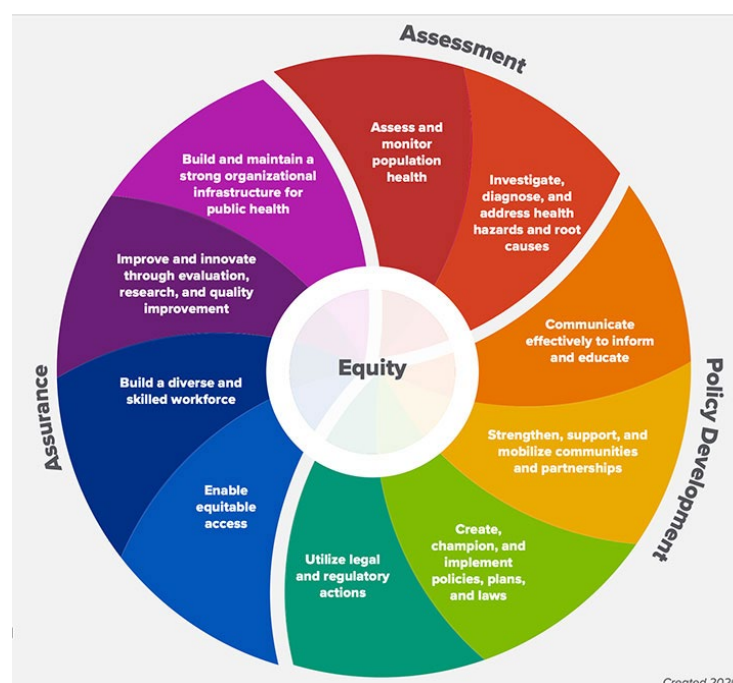 Assessment
Assess and
monitor
population
health
Investigate,
diagnose, and
address health
hazards and root
causes
Policy Development
Communicate
effectively to inform
and educate
Strengthen, support, and
mobilize communities
and partnerships
Create,
champion, and
implement
policies, plans,
and laws
Utilize legal
and regulatory
actions
Assurance
Enable
equitable
access
Build a diverse and
skilled workforce
Improve and innovate
through evaluation,
research, and quality
improvement
Build and maintain a
strong organizational
infrastructure for
public health
Equity
Created